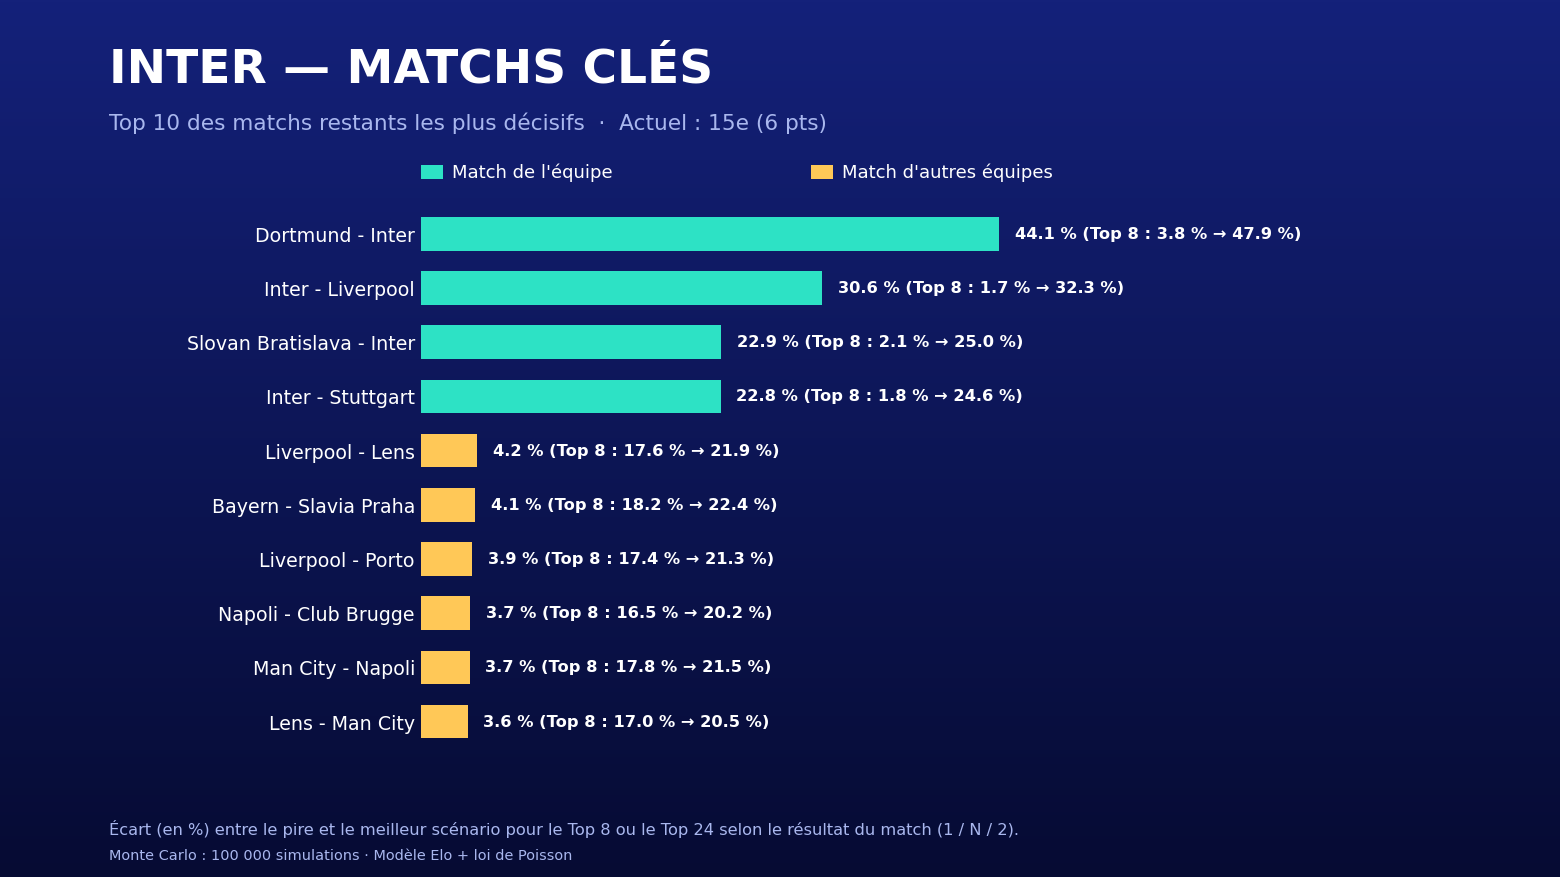 INTER — MATCHS CLÉS
Top 10 des matchs restants les plus décisifs · Actuel : 15e (6 pts)
Match de l'équipe
Match d'autres équipes
Dortmund - Inter 44.1 % (Top 8 : 3.8 % → 47.9 %)
Inter - Liverpool 30.6 % (Top 8 : 1.7 % → 32.3 %)
Slovan Bratislava - Inter 22.9 % (Top 8 : 2.1 % → 25.0 %)
Inter - Stuttgart 22.8 % (Top 8 : 1.8 % → 24.6 %)
Liverpool - Lens 4.2 % (Top 8 : 17.6 % → 21.9 %)
Bayern - Slavia Praha 4.1 % (Top 8 : 18.2 % → 22.4 %)
Liverpool - Porto 3.9 % (Top 8 : 17.4 % → 21.3 %)
Napoli - Club Brugge 3.7 % (Top 8 : 16.5 % → 20.2 %)
Man City - Napoli 3.7 % (Top 8 : 17.8 % → 21.5 %)
Lens - Man City 3.6 % (Top 8 : 17.0 % → 20.5 %)
Écart (en %) entre le pire et le meilleur scénario pour le Top 8 ou le Top 24 selon le résultat du match (1 / N / 2).
Monte Carlo : 100 000 simulations · Modèle Elo + loi de Poisson